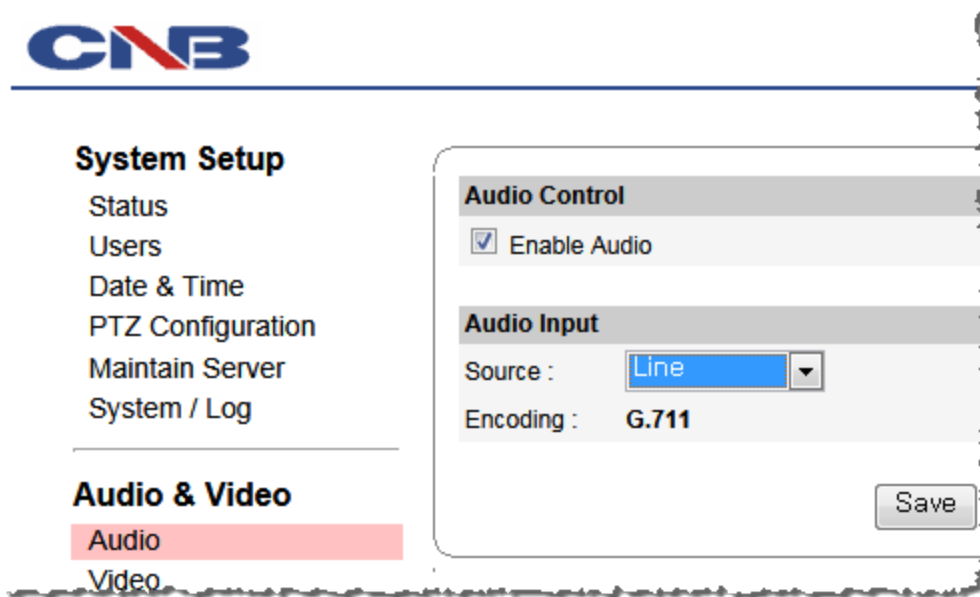 CNB
System Setup
Status
Users
Date & Time
PTZ Configuration
Maintain Server
System / Log
Audio & Video
Audio
Video
Audio Control
Enable Audio
Audio Input
Source : Line
Encoding : G.711
Save